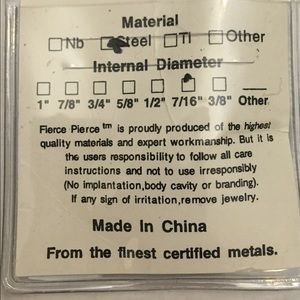 Material
□Nb □Steel □Ti □Other
Internal Diameter
□ □ □ □ □ □ □ __
1" 7/8" 3/4" 5/8" 1/2" 7/16" 3/8" Other
Fierce Pierce™ is proudly produced of the highest
quality materials and expert workmanship. But it is
the users responsibility to follow all care
instructions and not to use irresponsibly
(No implantation,body cavity or branding).
If any sign of irritation,remove jewelry.
Made In China
From the finest certified metals.